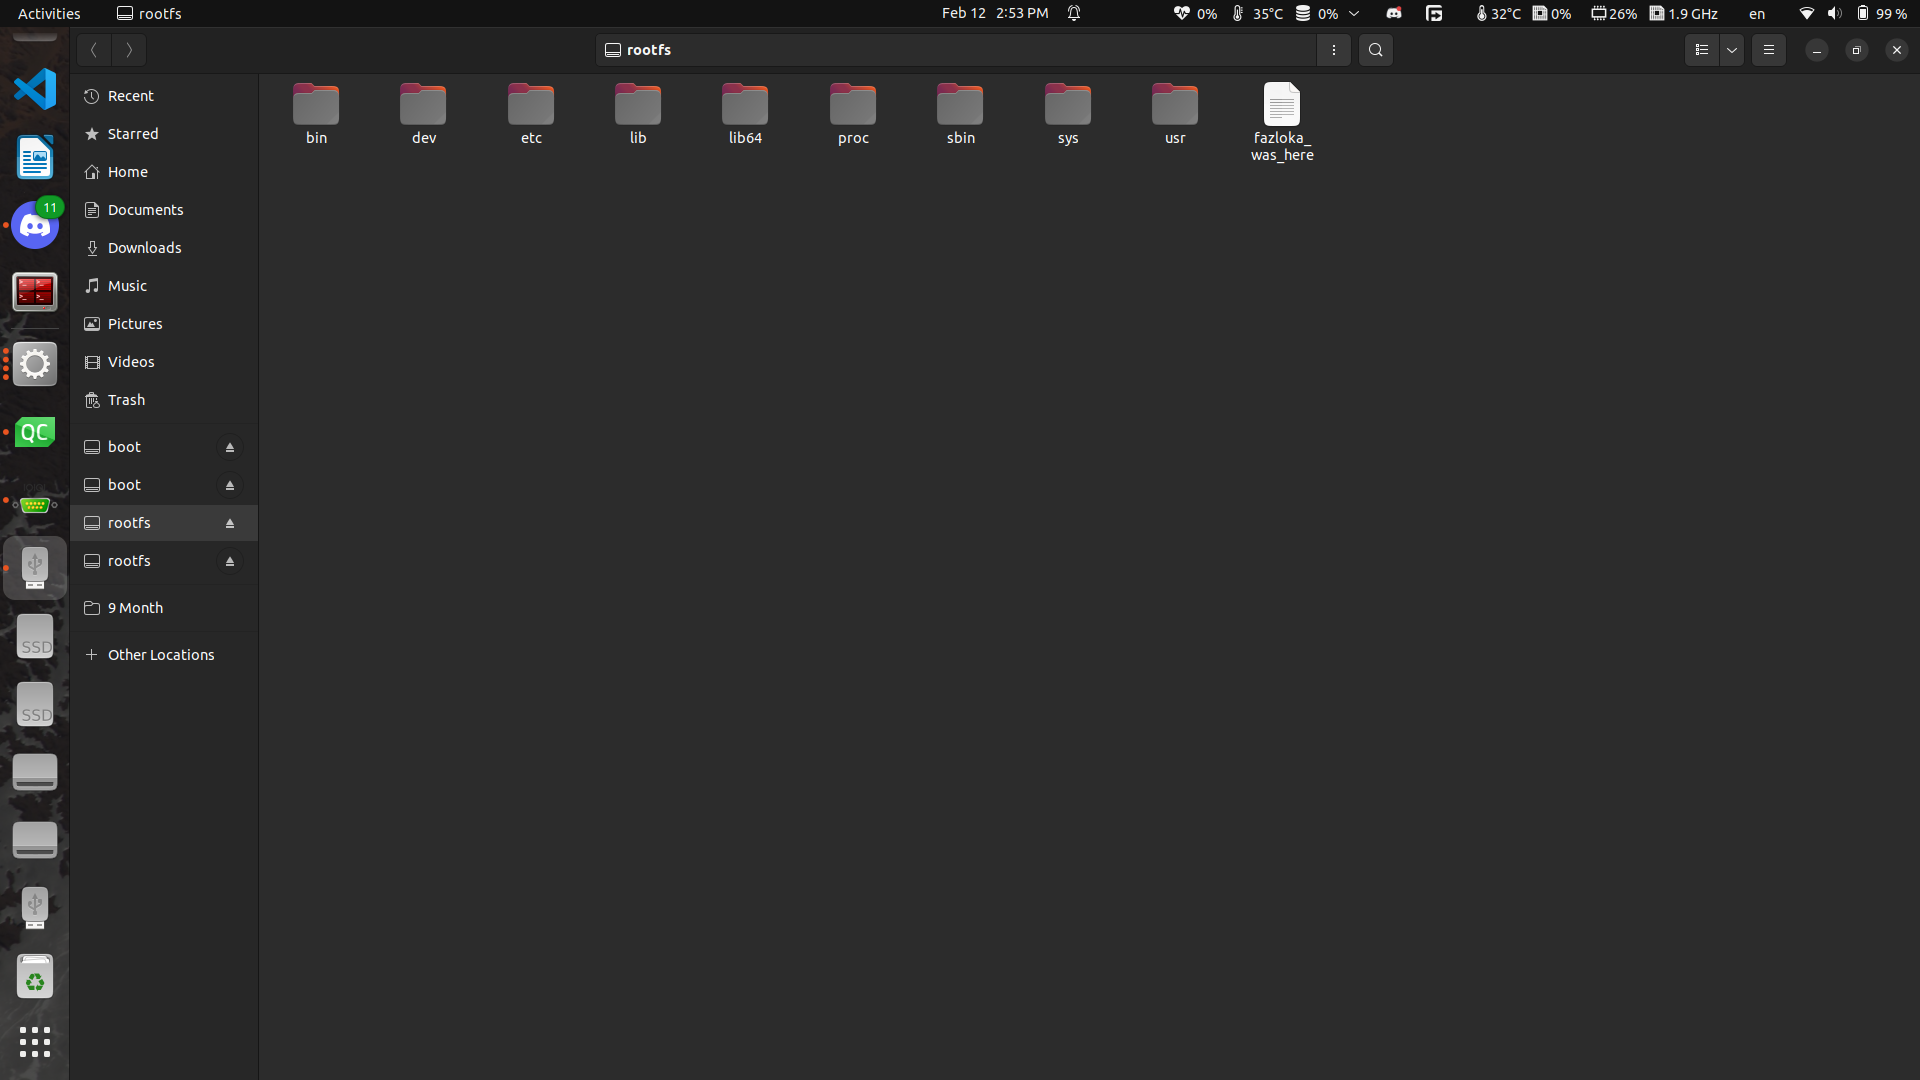 Activities
rootfs
Feb 12 2:53 PM
0%
35°C
0%
32°C
0%
26%
1.9 GHz
en
99 %
rootfs
Recent
Starred
Home
Documents
Downloads
Music
Pictures
Videos
Trash
boot
boot
rootfs
rootfs
9 Month
Other Locations
bin
dev
etc
lib
lib64
proc
sbin
sys
usr
fazloka_
was_here
11
QC
SSD
SSD